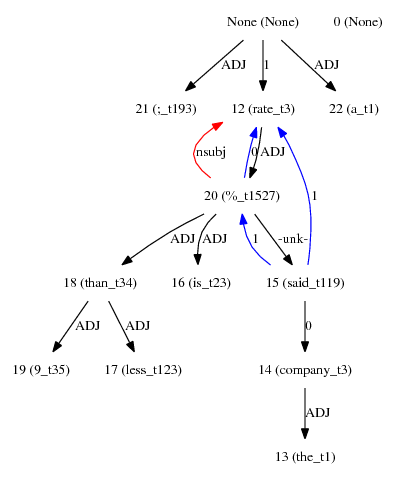 None (None) 0 (None)
ADJ 1 ADJ
21 (;_t193) 12 (rate_t3) 22 (a_t1)
nsubj 0 ADJ
20 (%_t1527)
ADJ ADJ -unk- 1 1
18 (than_t34) 16 (is_t23) 15 (said_t119)
ADJ ADJ 0
19 (9_t35) 17 (less_t123) 14 (company_t3)
ADJ
13 (the_t1)